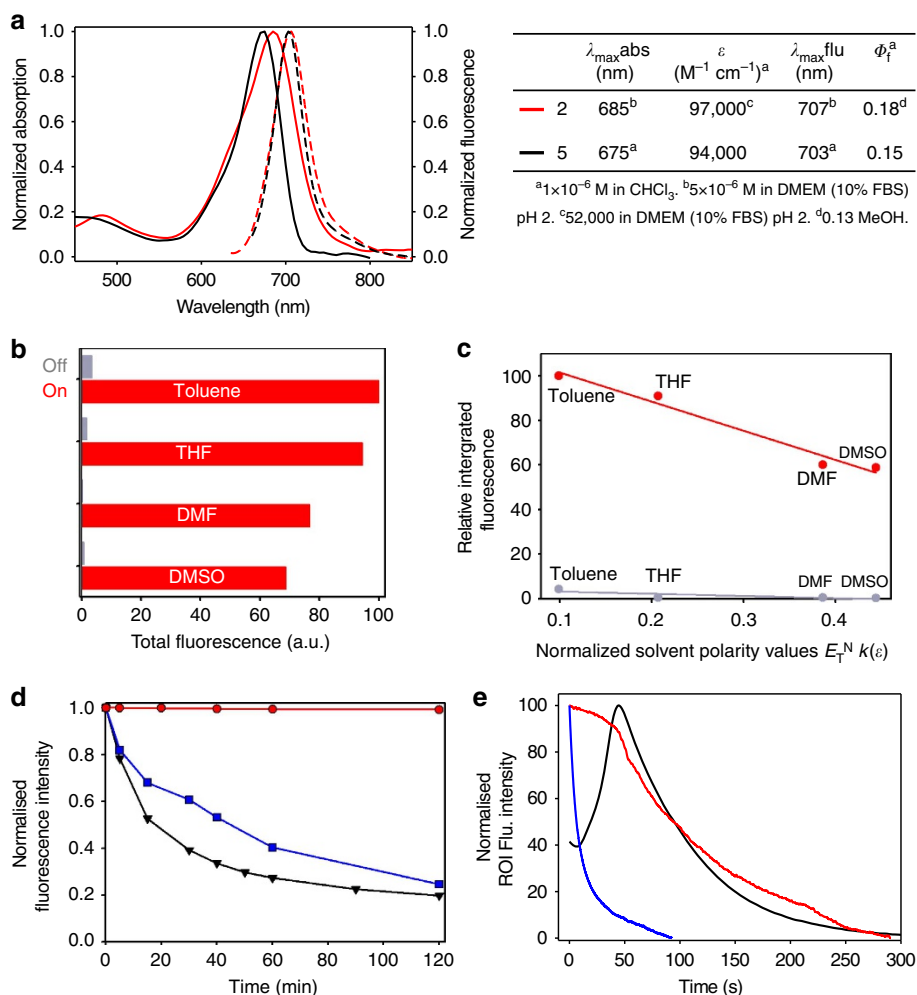 a
1.0
0.8
0.6
0.4
0.2
0.0
Normalized absorption
1.0
0.8
0.6
0.4
0.2
0.0
Normalized fluorescence
500 600 700 800
Wavelength (nm)
λmaxabs (nm) ε (M−1 cm−1)a λmaxflu (nm) Φfa
2 685b 97,000c 707b 0.18d
5 675a 94,000 703a 0.15
a1×10−6 M in CHCl3. b5×10−6 M in DMEM (10% FBS)
pH 2. c52,000 in DMEM (10% FBS) pH 2. d0.13 MeOH.
b
Off
On
Toluene
THF
DMF
DMSO
0 20 40 60 80 100
Total fluorescence (a.u.)
c
100
80
60
40
20
0
Relative intergrated
fluorescence
Toluene
THF
DMF
DMSO
Toluene
THF
DMF
DMSO
0.1 0.2 0.3 0.4
Normalized solvent polarity values ETN k(ε)
d
1.0
0.8
0.6
0.4
0.2
0.0
Normalised
fluorescence intensity
0 20 40 60 80 100 120
Time (min)
e
100
80
60
40
20
0
Normalised
ROI Flu. intensity
0 50 100 150 200 250 300
Time (s)